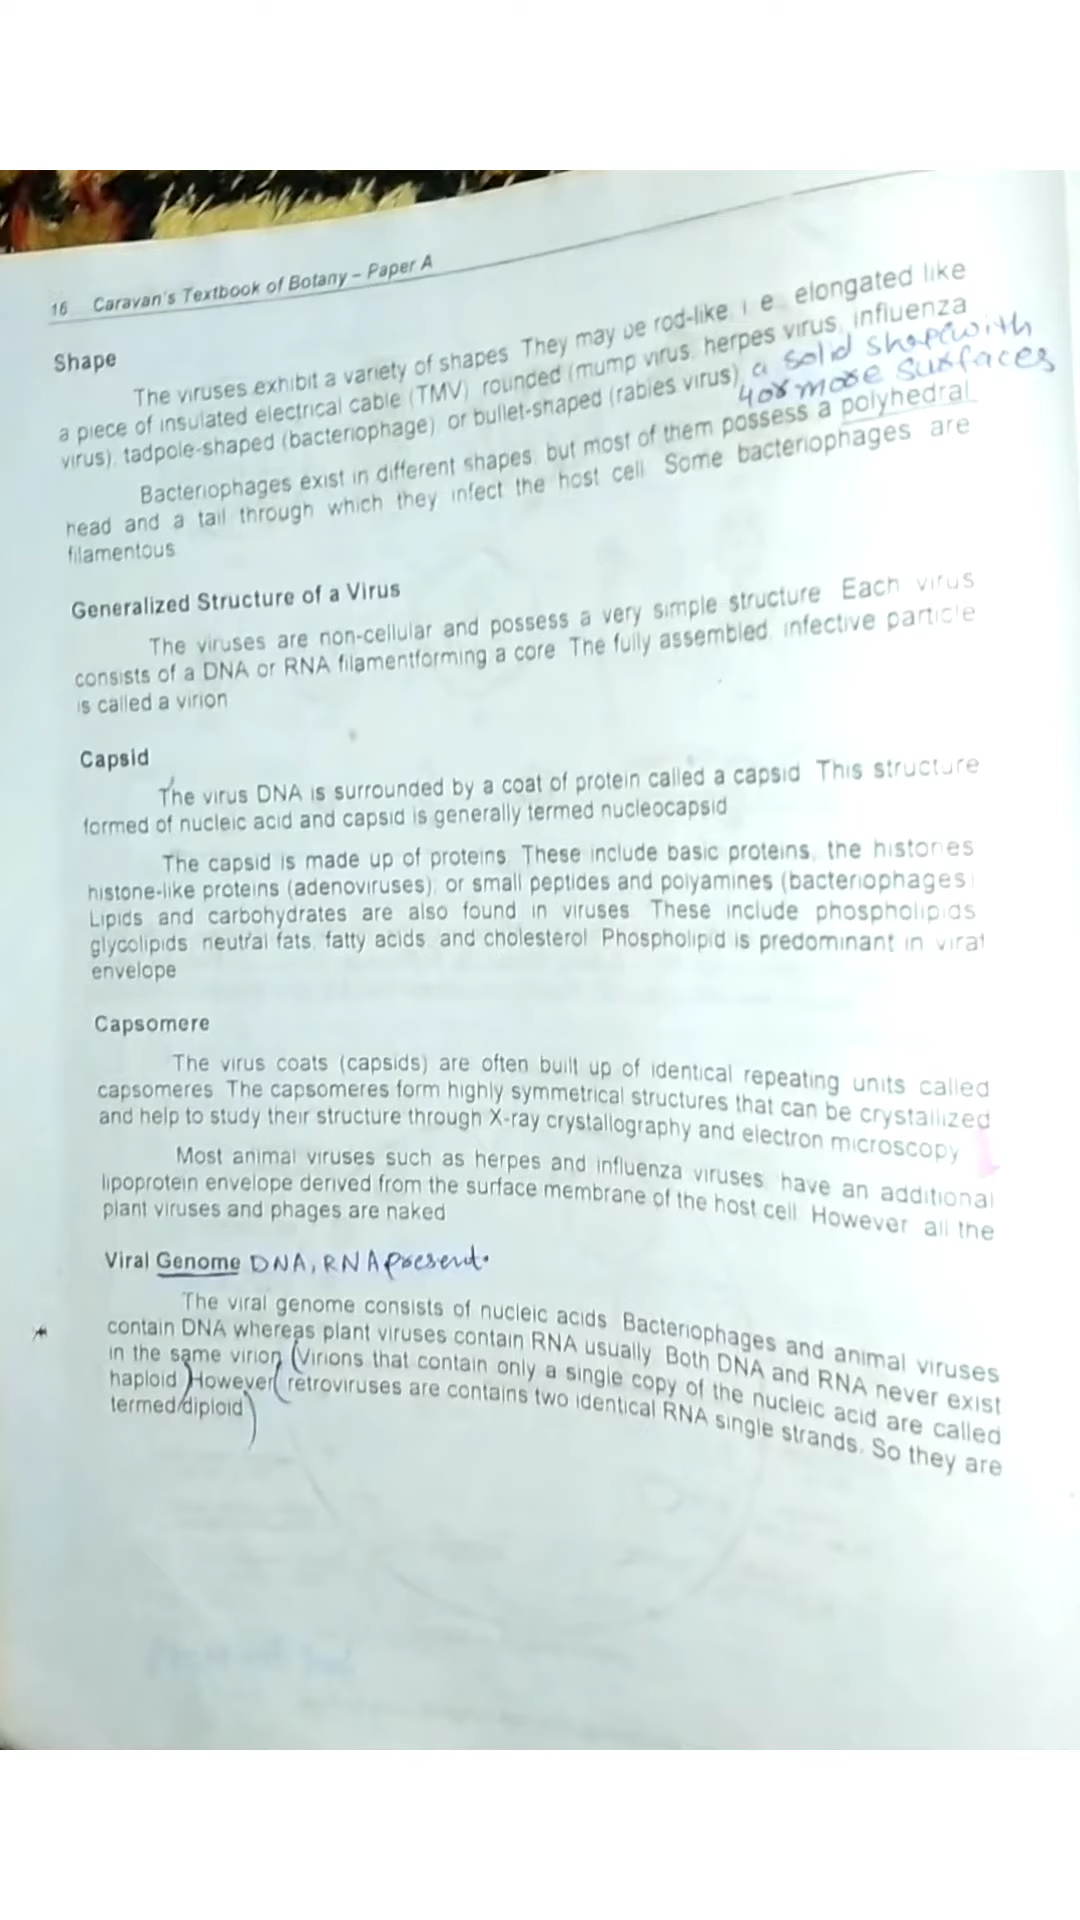 16 Caravan's Textbook of Botany – Paper A
Shape
The viruses exhibit a variety of shapes They may be rod-like i e elongated like
a piece of insulated electrical cable (TMV) rounded (mump virus, herpes virus, influenza
virus), tadpole-shaped (bacteriophage) or bullet-shaped (rabies virus)
a solid shape with
4 or more surfaces
Bacteriophages exist in different shapes, but most of them possess a polyhedral
head and a tail through which they infect the host cell Some bacteriophages are
filamentous
Generalized Structure of a Virus
The viruses are non-cellular and possess a very simple structure Each virus
consists of a DNA or RNA filamentforming a core The fully assembled, infective particle
is called a virion
Capsid
The virus DNA is surrounded by a coat of protein called a capsid This structure
formed of nucleic acid and capsid is generally termed nucleocapsid
The capsid is made up of proteins These include basic proteins, the histones
histone-like proteins (adenoviruses), or small peptides and polyamines (bacteriophages)
Lipids and carbohydrates are also found in viruses These include phospholipids
glycolipids, neutral fats, fatty acids, and cholesterol Phospholipid is predominant in viral
envelope
Capsomere
The virus coats (capsids) are often built up of identical repeating units called
capsomeres The capsomeres form highly symmetrical structures that can be crystallized
and help to study their structure through X-ray crystallography and electron microscopy
Most animal viruses such as herpes and influenza viruses, have an additional
lipoprotein envelope derived from the surface membrane of the host cell However all the
plant viruses and phages are naked
Viral Genome DNA, RNA present.
The viral genome consists of nucleic acids Bacteriophages and animal viruses
contain DNA whereas plant viruses contain RNA usually Both DNA and RNA never exist
in the same virion (Virions that contain only a single copy of the nucleic acid are called
haploid) However (retroviruses are contains two identical RNA single strands. So they are
termed diploid)